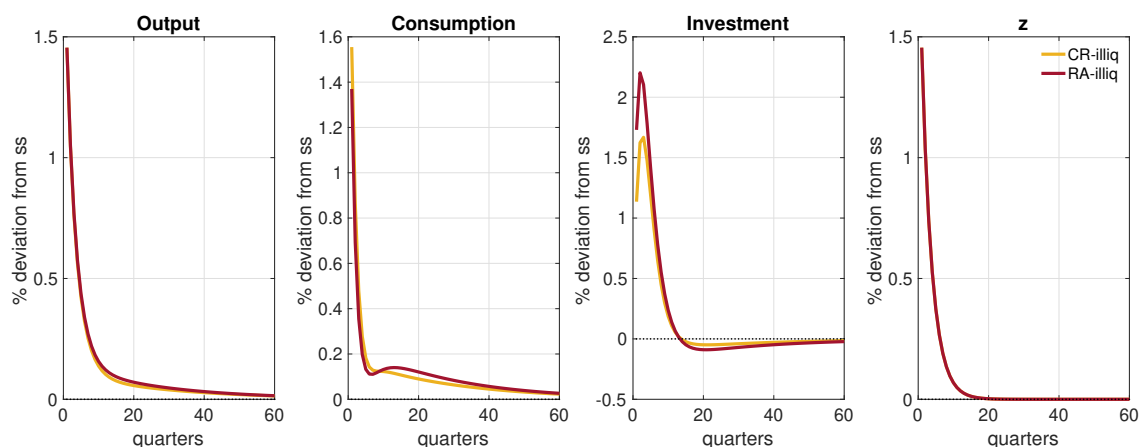 Output
% deviation from ss
1.5
1
0.5
0
0
20
40
60
quarters
Consumption
% deviation from ss
1.6
1.4
1.2
1
0.8
0.6
0.4
0.2
0
0
20
40
60
quarters
Investment
% deviation from ss
2.5
2
1.5
1
0.5
0
-0.5
0
20
40
60
quarters
z
% deviation from ss
1.5
1
0.5
0
0
20
40
60
quarters
CR-illiq
RA-illiq